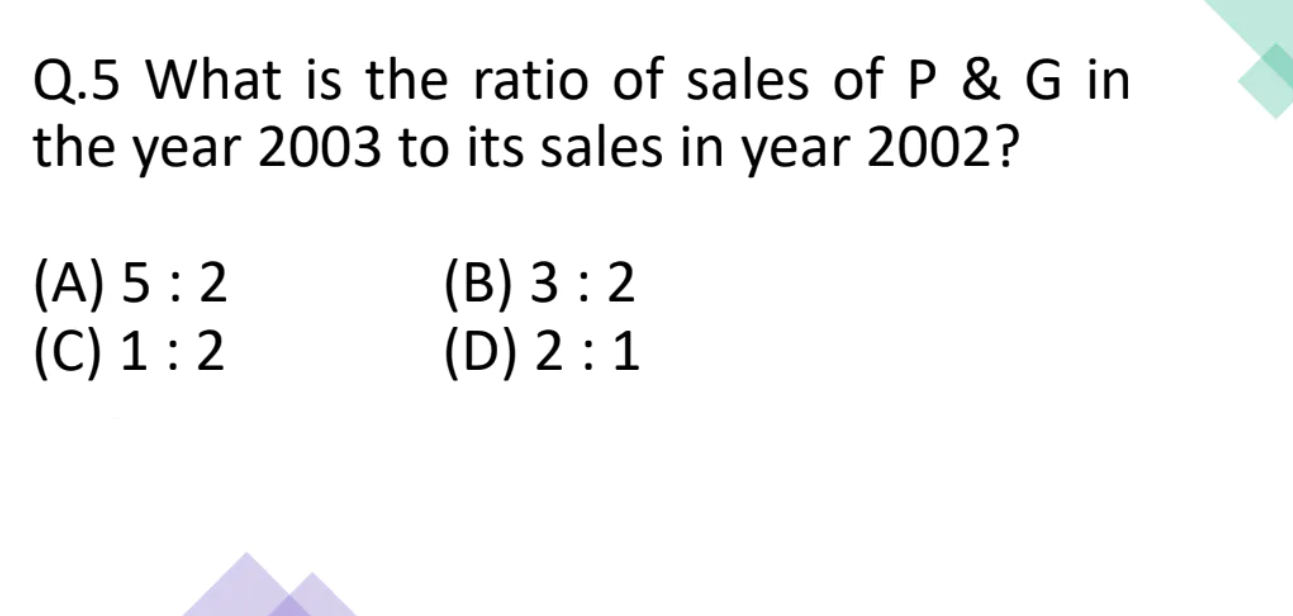 Q.5 What is the ratio of sales of P & G in
the year 2003 to its sales in year 2002?
(A) 5 : 2 (B) 3 : 2
(C) 1 : 2 (D) 2 : 1